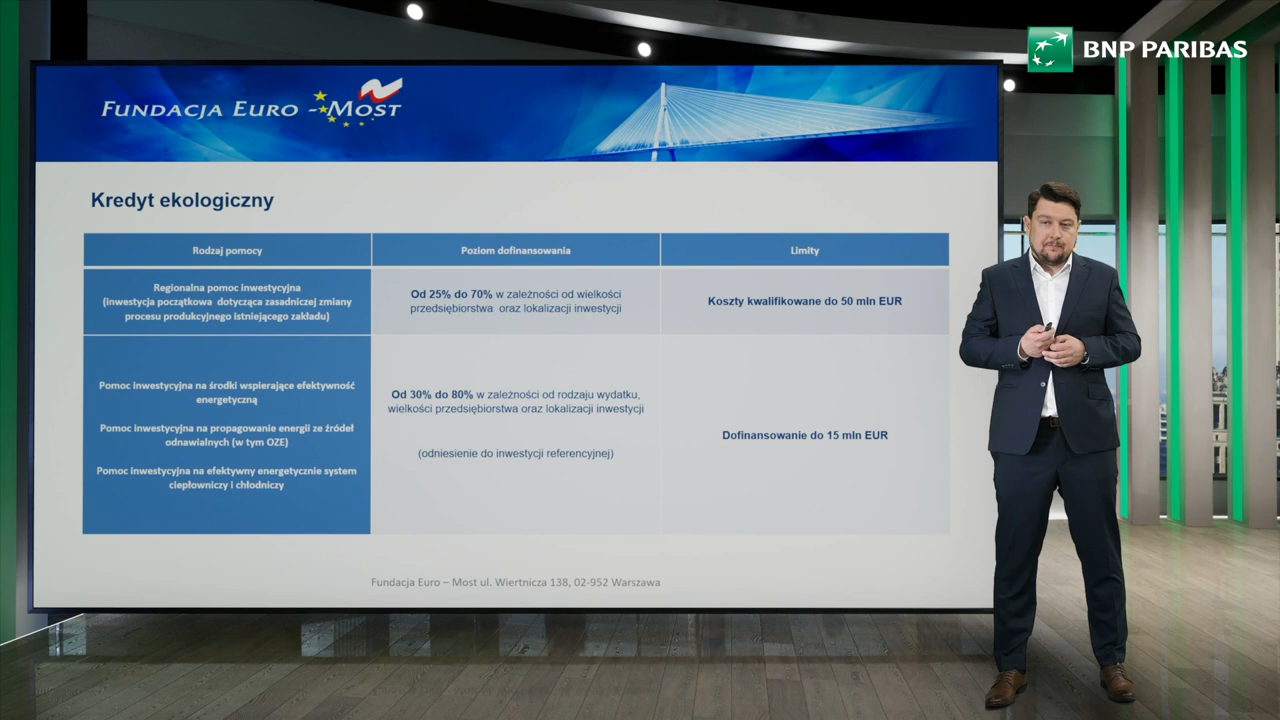 BNP PARIBAS
FUNDACJA EURO - MOST
Kredyt ekologiczny
Rodzaj pomocy
Poziom dofinansowania
Limity
Regionalna pomoc inwestycyjna
(inwestycja początkowa dotycząca zasadniczej zmiany
procesu produkcyjnego istniejącego zakładu)
Od 25% do 70% w zależności od wielkości
przedsiębiorstwa oraz lokalizacji inwestycji
Koszty kwalifikowane do 50 mln EUR
Pomoc inwestycyjna na środki wspierające efektywność
energetyczną
Pomoc inwestycyjna na propagowanie energii ze źródeł
odnawialnych (w tym OZE)
Pomoc inwestycyjna na efektywny energetycznie system
ciepłowniczy i chłodniczy
Od 30% do 80% w zależności od rodzaju wydatku,
wielkości przedsiębiorstwa oraz lokalizacji inwestycji
(odniesienie do inwestycji referencyjnej)
Dofinansowanie do 15 mln EUR
Fundacja Euro – Most ul. Wiertnicza 138, 02-952 Warszawa